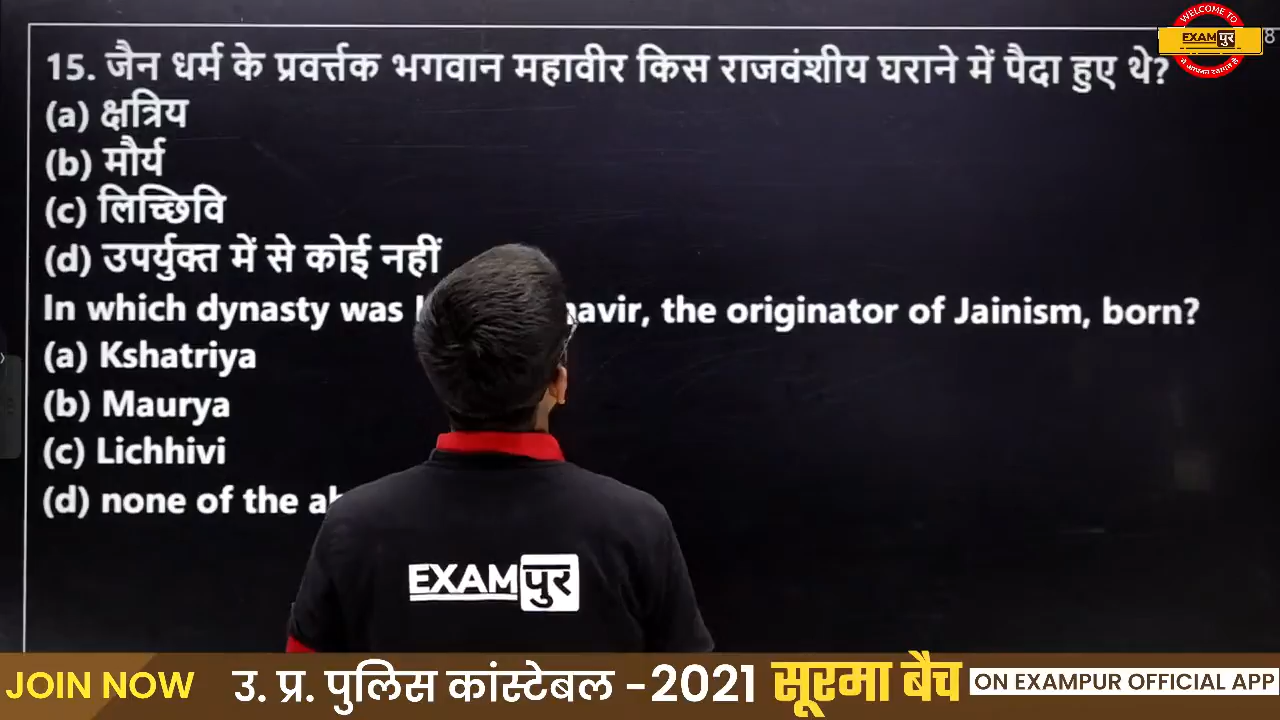 15. जैन धर्म के प्रवर्त्तक भगवान महावीर किस राजवंशीय घराने में पैदा हुए थे?
(a) क्षत्रिय
(b) मौर्य
(c) लिच्छिवि
(d) उपर्युक्त में से कोई नहीं
In which dynasty was navir, the originator of Jainism, born?
(a) Kshatriya
(b) Maurya
(c) Lichhivi
(d) none of the
WELCOME TO
EXAMपुर
8
EXAMपुर
JOIN NOW उ. प्र. पुलिस कांस्टेबल -2021 सूरमा बैच ON EXAMPUR OFFICIAL APP